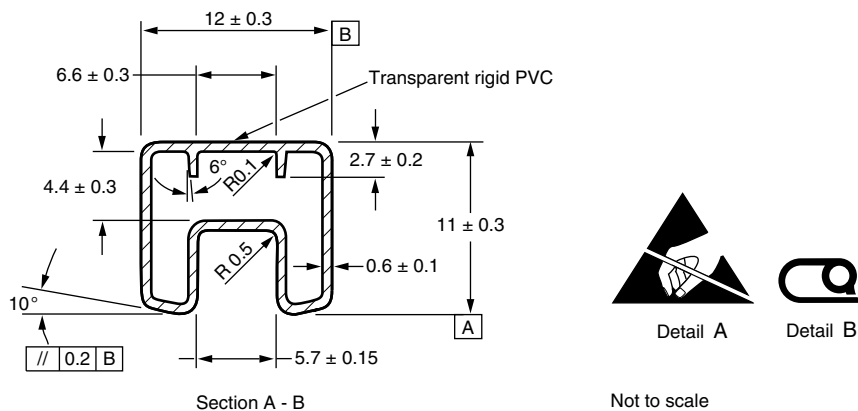 12 ± 0.3
B
6.6 ± 0.3
Transparent rigid PVC
6°
R0.1
2.7 ± 0.2
4.4 ± 0.3
11 ± 0.3
R 0.5
0.6 ± 0.1
10°
A
// 0.2 B
5.7 ± 0.15
Detail A
Detail B
Section A - B
Not to scale